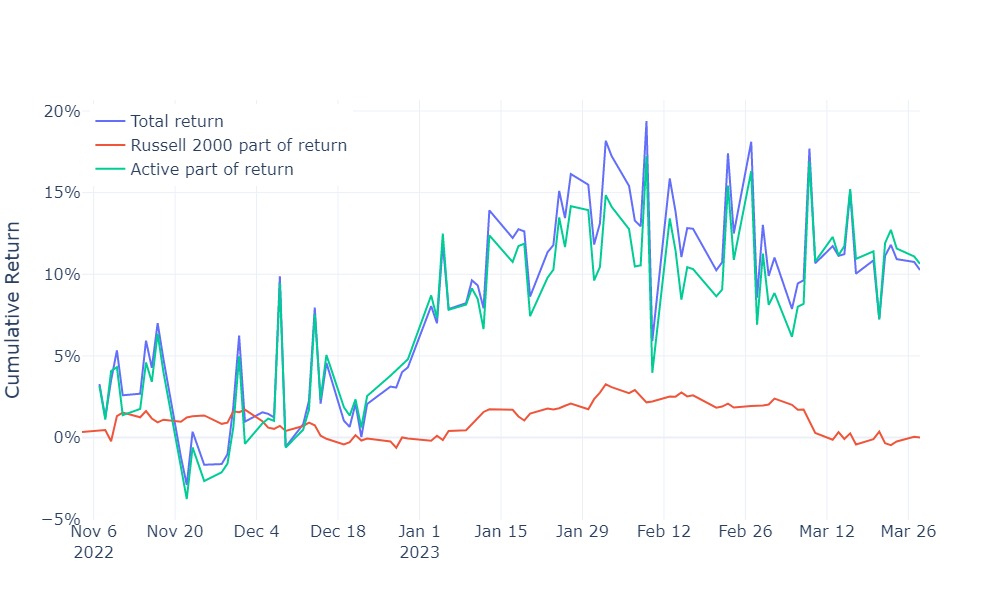 20%
Total return
Russell 2000 part of return
Active part of return
15%
10%
5%
0%
−5%
Cumulative Return
Nov 6 Nov 20 Dec 4 Dec 18 Jan 1 Jan 15 Jan 29 Feb 12 Feb 26 Mar 12 Mar 26
2022 2023